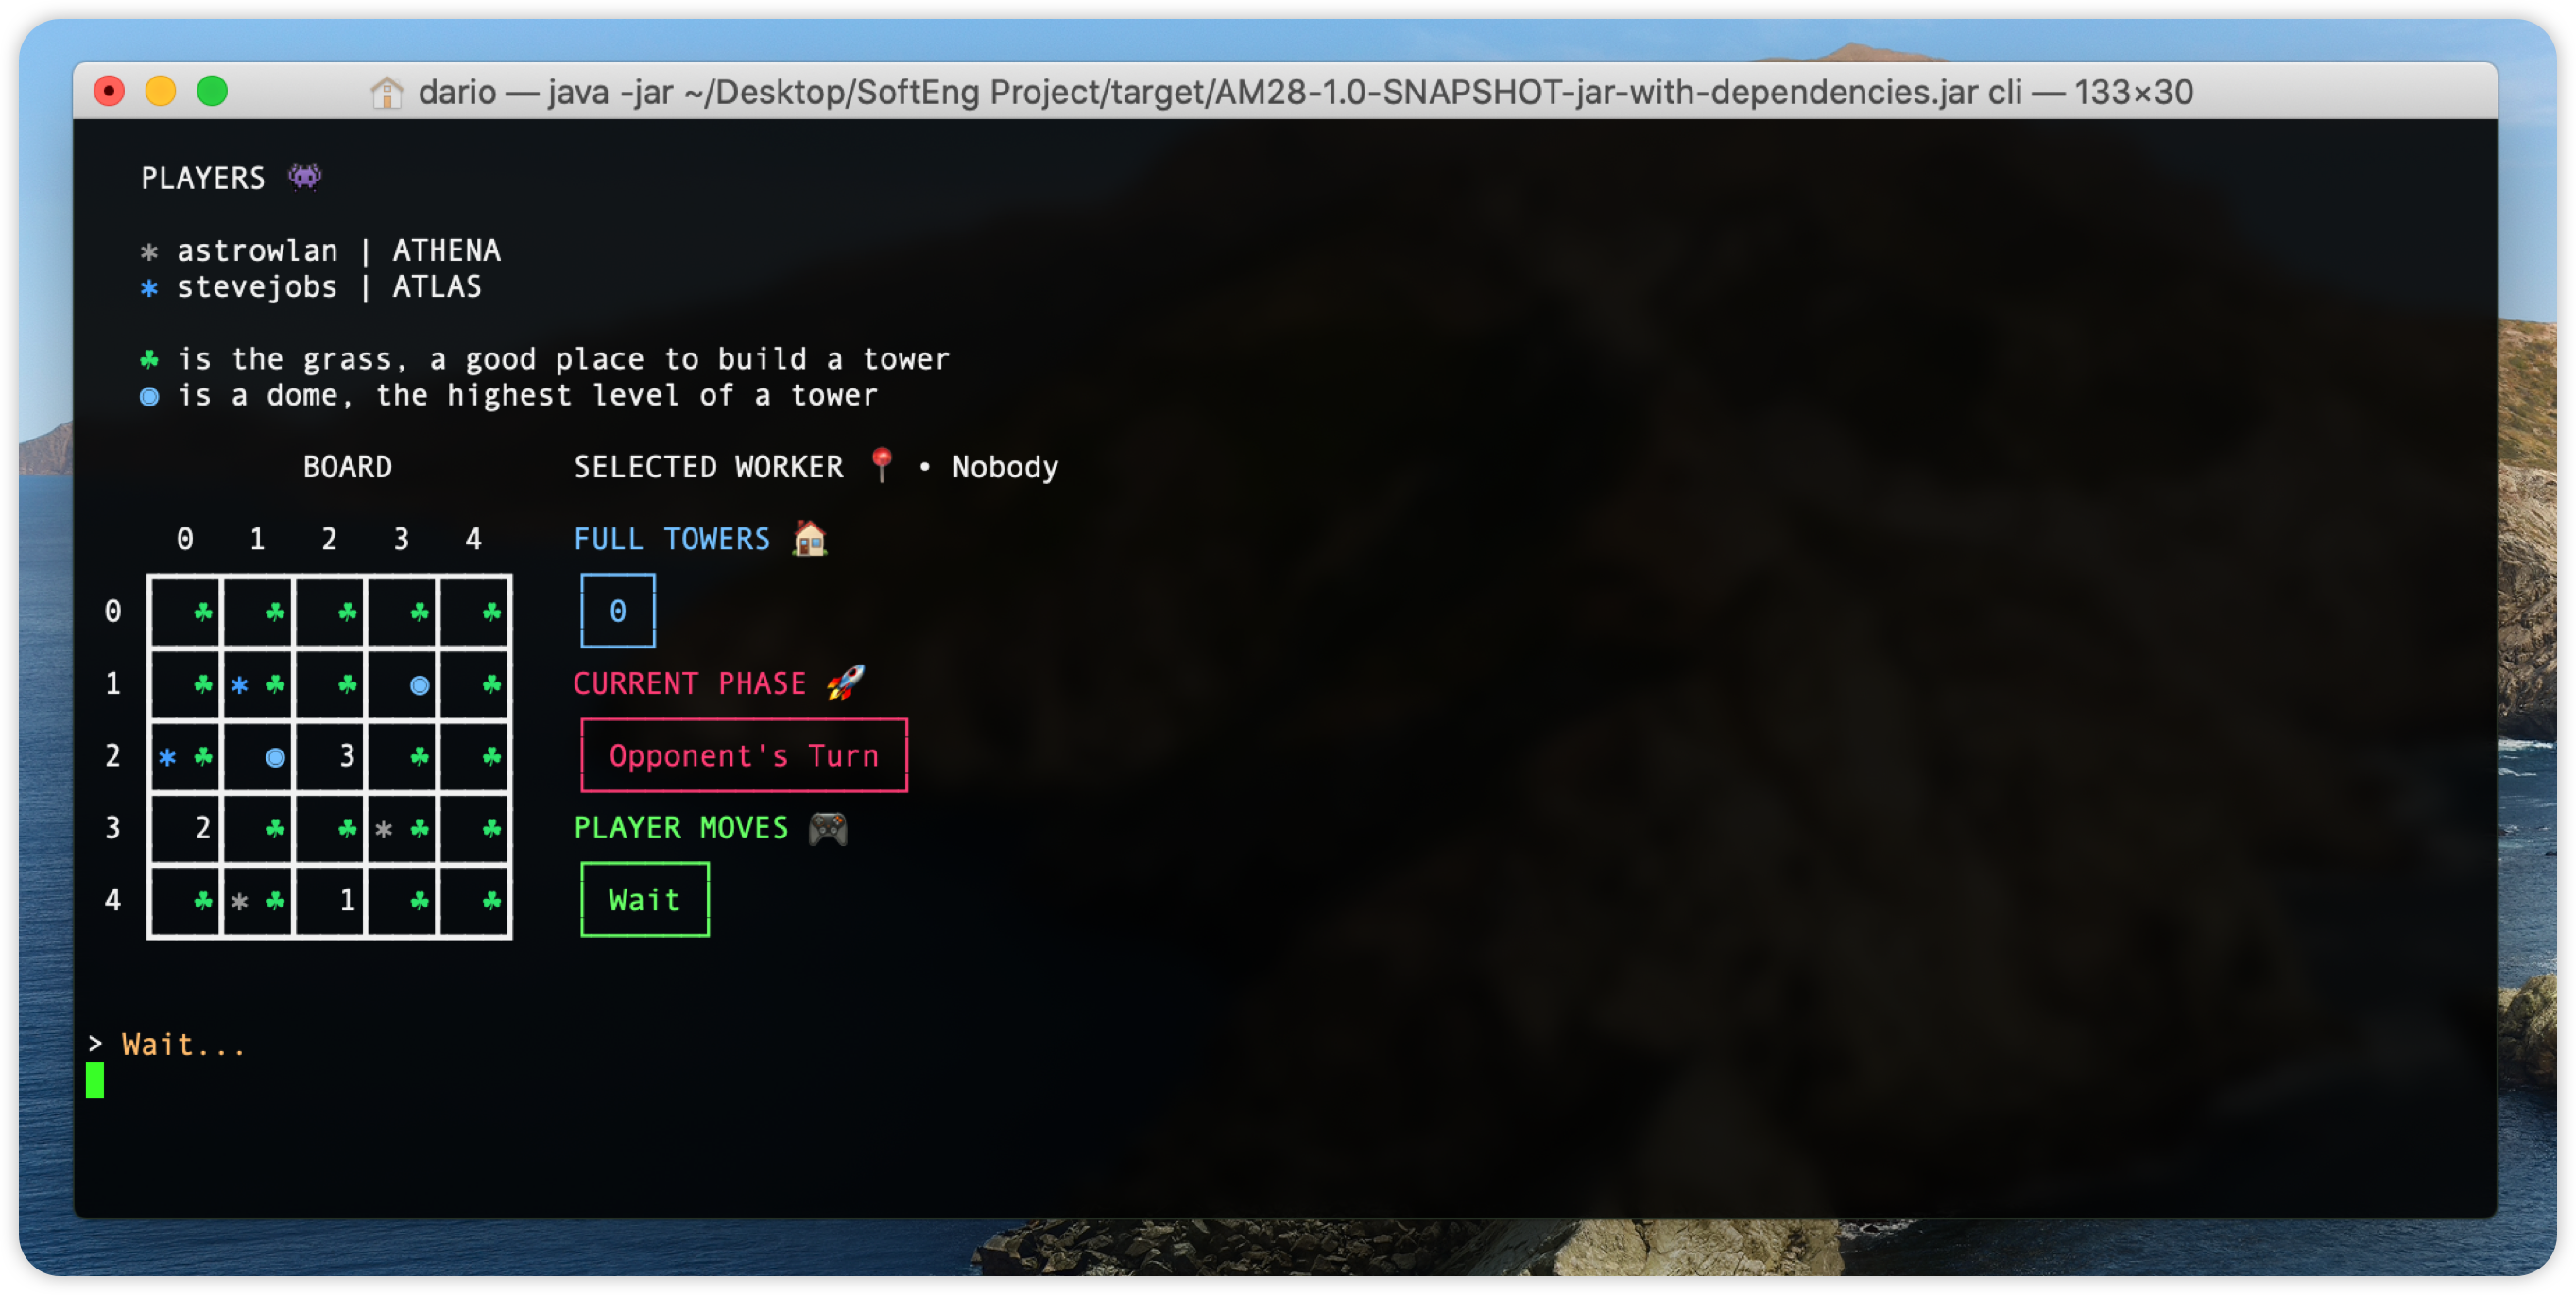 dario — java -jar ~/Desktop/SoftEng Project/target/AM28-1.0-SNAPSHOT-jar-with-dependencies.jar cli — 133×30
PLAYERS 👾
* astrowlan | ATHENA
* stevejobs | ATLAS
☘ is the grass, a good place to build a tower
◉ is a dome, the highest level of a tower
BOARD SELECTED WORKER 📍 • Nobody
0 1 2 3 4 FULL TOWERS 🏠
0 ☘ ☘ ☘ ☘ ☘ 0
1 ☘ * ☘ ☘ ◉ ☘ CURRENT PHASE 🚀
2 * ☘ ◉ 3 ☘ ☘ Opponent's Turn
3 2 ☘ ☘ * ☘ ☘ PLAYER MOVES 🎮
4 ☘ * ☘ 1 ☘ ☘ Wait
> Wait...